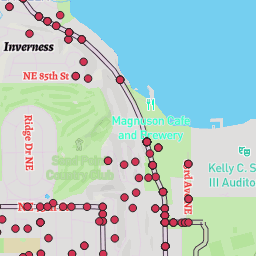 Inverness
NE 85th St
Magnuson Cafe
and Brewery
Ridge Dr NE
Sand Point
Country Club
Kelly C. S
III Auditor
rd Ave NE